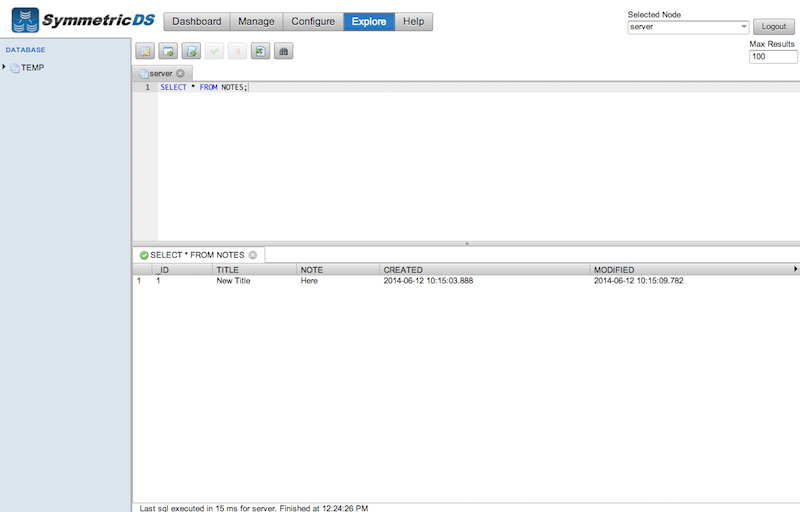 SymmetricDS
Dashboard Manage Configure Explore Help
Selected Node
server
Logout
Max Results
100
DATABASE
TEMP
server
1 SELECT * FROM NOTES;
SELECT * FROM NOTES
_ID TITLE NOTE CREATED MODIFIED
1 1 New Title Here 2014-06-12 10:15:03.888 2014-06-12 10:15:09.782
Last sql executed in 15 ms for server. Finished at 12:24:26 PM